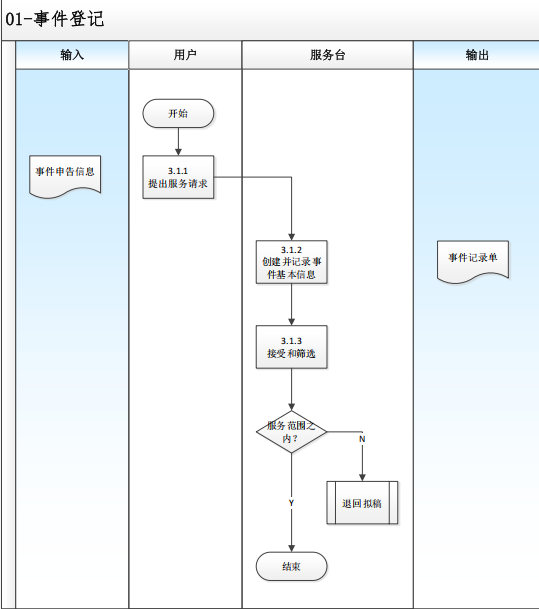 01-事件登记
输入
用户
服务台
输出
开始
事件申告信息
3.1.1
提出服务请求
3.1.2
创建并记录事
件基本信息
事件记录单
3.1.3
接受和筛选
服务范围之
内？
N
退回拟稿
Y
结束